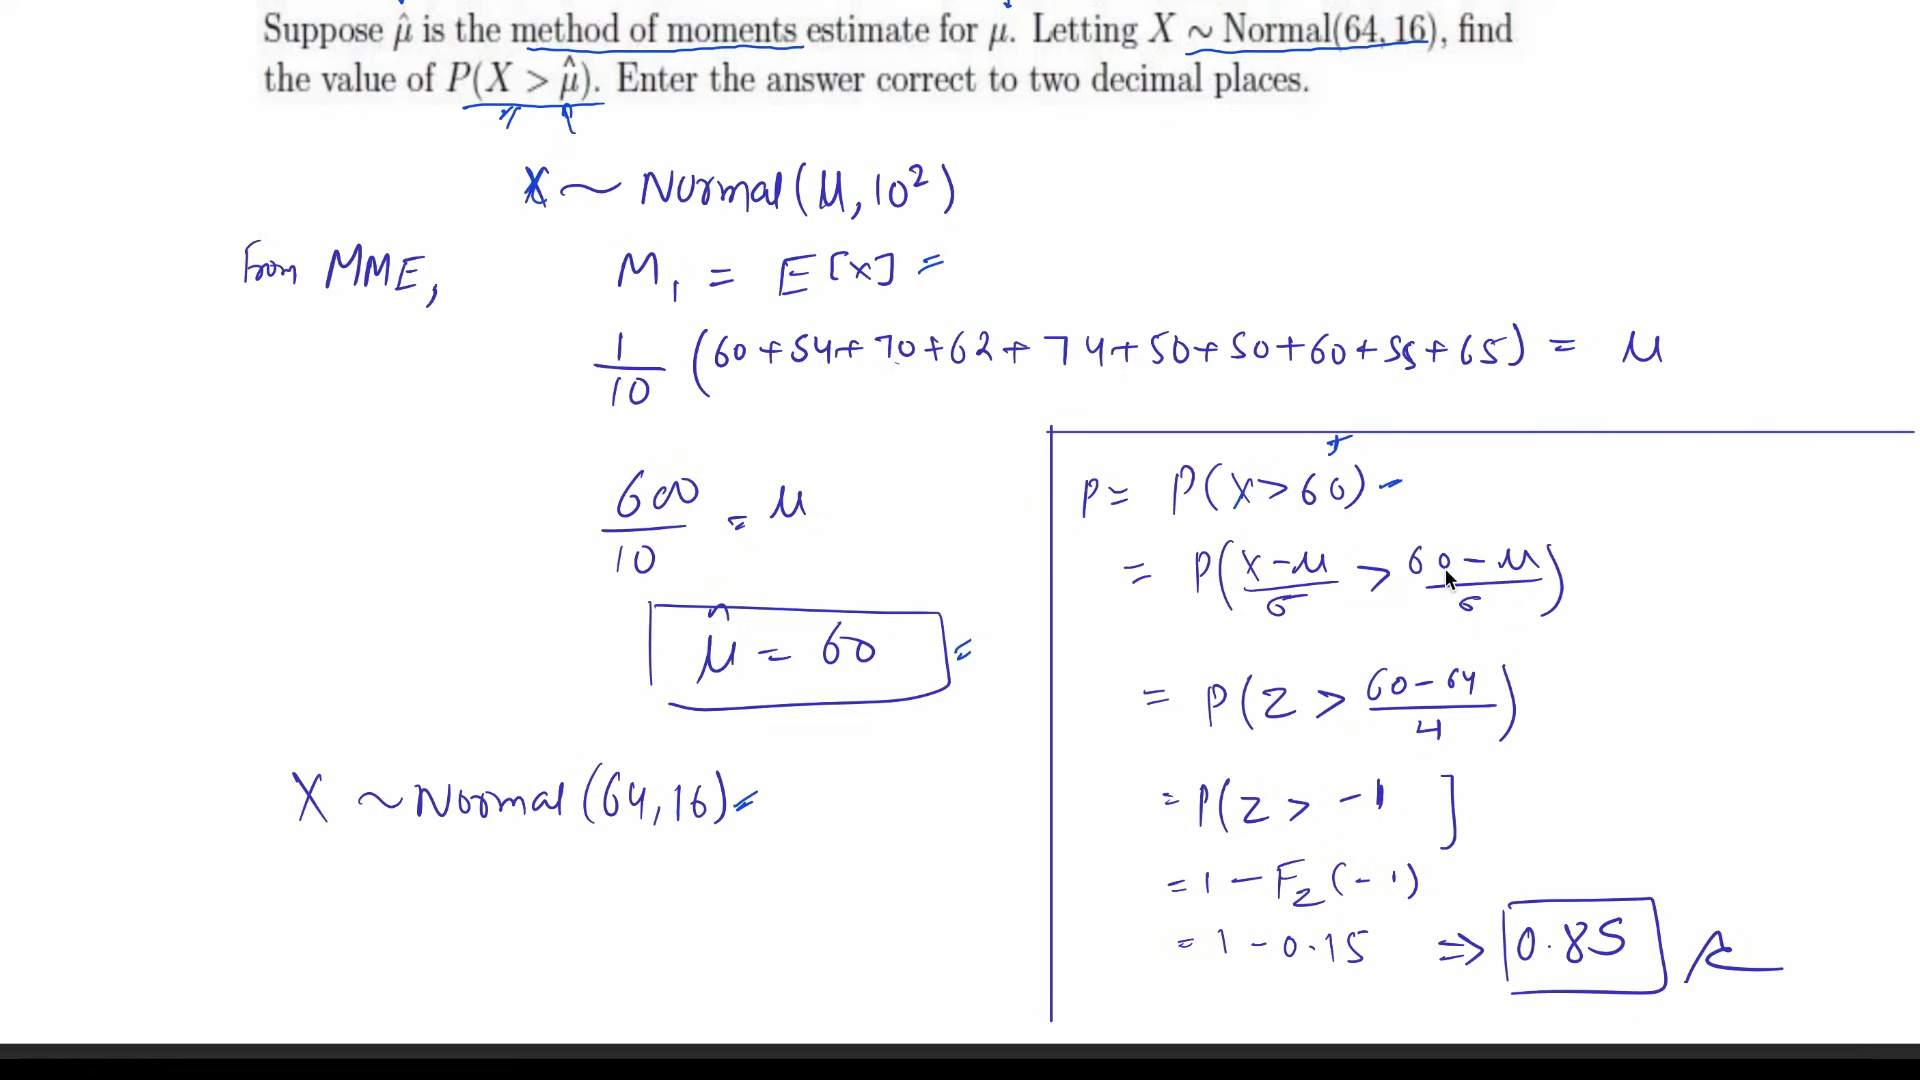 Suppose μ̂ is the method of moments estimate for μ. Letting X ~ Normal(64, 16), find
the value of P(X > μ̂). Enter the answer correct to two decimal places.
X ~ Normal(μ, 10²)
From MME, M₁ = E[X] =
1/10 (60+54+70+62+74+50+50+60+55+65) = μ
600/10 = μ
μ̂ = 60 =
X ~ Normal(64,16) =
P = P(X>60)
= P((X-μ)/σ > (60-μ)/σ)
= P(Z > (60-64)/4)
= P(Z > -1]
= 1 - F_Z(-1)
= 1 - 0.15 ⇒ 0.85